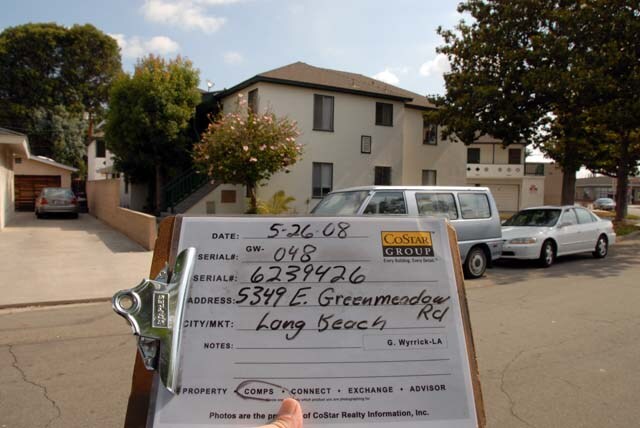 DATE: 5-26-08
SERIAL#: GW- 048
SERIAL#: 6239426
ADDRESS: 5349 E. Greenmeadow Rd
CITY/MKT: Long Beach
NOTES:
G. Wyrrick-LA
COSTAR GROUP
Every Building. Every Detail.
PROPERTY • COMPS • CONNECT • EXCHANGE • ADVISOR
Photos are the of CoStar Realty Information, Inc.